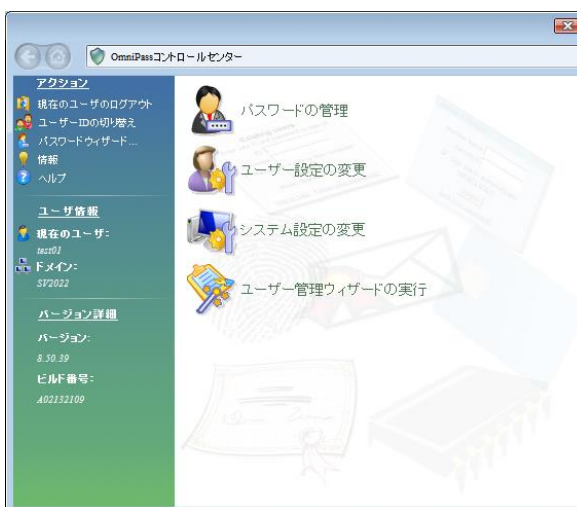 OmniPassコントロールセンター
アクション
現在のユーザのログアウト
ユーザーIDの切り替え
パスワードウィザード...
情報
ヘルプ
ユーザ情報
現在のユーザ:
test01
ドメイン:
SV2022
バージョン詳細
バージョン:
8.50.39
ビルド番号:
A02132109
パスワードの管理
ユーザー設定の変更
システム設定の変更
ユーザー管理ウィザードの実行